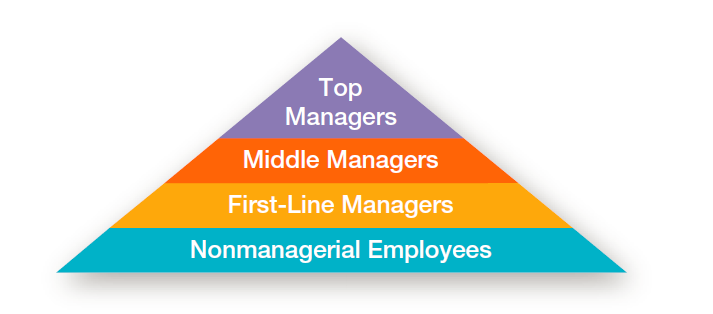 Top
Managers
Middle Managers
First-Line Managers
Nonmanagerial Employees